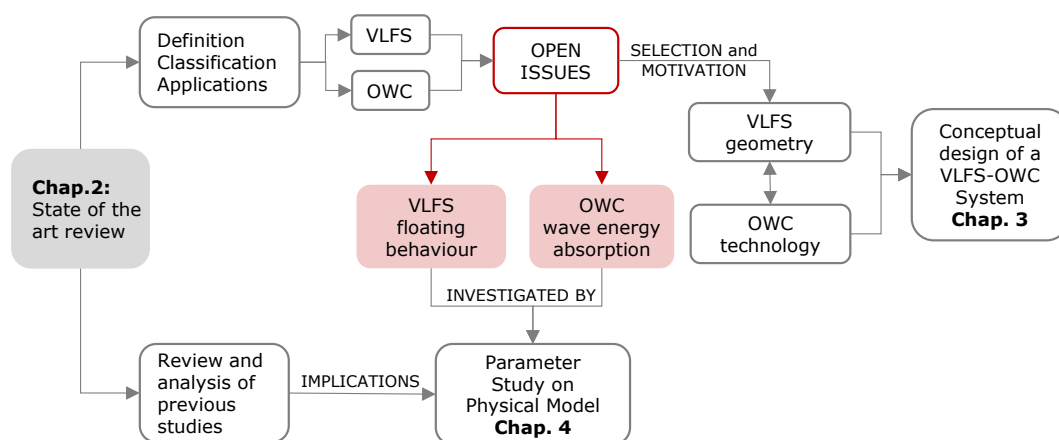 Definition
Classification
Applications
VLFS
OWC
OPEN
ISSUES
SELECTION and
MOTIVATION
VLFS
geometry
OWC
technology
Conceptual
design of a
VLFS-OWC
System
Chap. 3
Chap.2:
State of the
art review
VLFS
floating
behaviour
OWC
wave energy
absorption
INVESTIGATED BY
Review and
analysis of
previous
studies
IMPLICATIONS
Parameter
Study on
Physical Model
Chap. 4